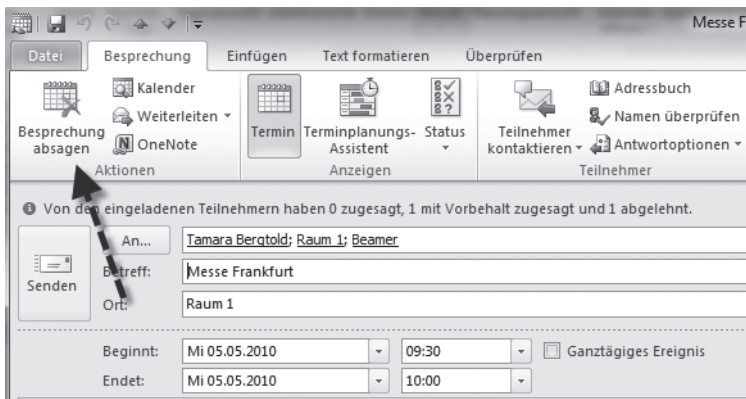 Messe F
Datei Besprechung Einfügen Text formatieren Überprüfen
Besprechung absagen
Kalender
Weiterleiten
OneNote
Aktionen
Termin
Terminplanungs-
Assistent
Status
Anzeigen
Teilnehmer
kontaktieren
Adressbuch
Namen überprüfen
Antwortoptionen
Teilnehmer
Von den eingeladenen Teilnehmern haben 0 zugesagt, 1 mit Vorbehalt zugesagt und 1 abgelehnt.
Senden
An... Tamara Bergtold; Raum 1; Beamer
Betreff: Messe Frankfurt
Ort: Raum 1
Beginnt: Mi 05.05.2010 09:30 Ganztägiges Ereignis
Endet: Mi 05.05.2010 10:00